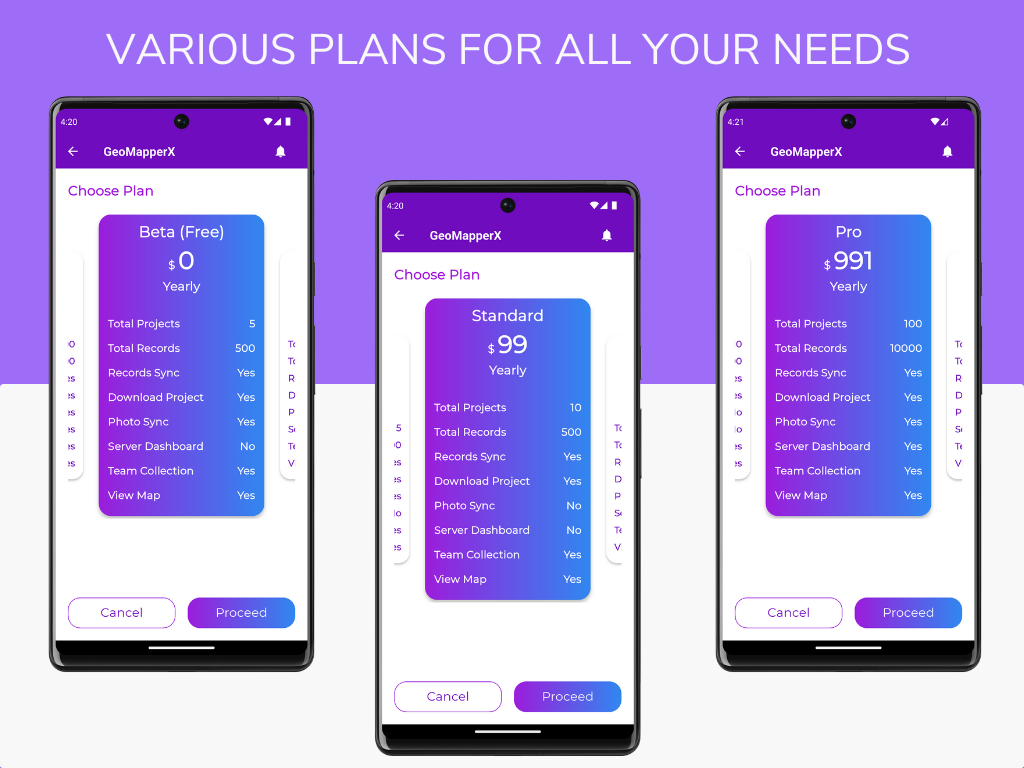 VARIOUS PLANS FOR ALL YOUR NEEDS
4:20
GeoMapperX
Choose Plan
Beta (Free)
$ 0
Yearly
Total Projects 5
Total Records 500
Records Sync Yes
Download Project Yes
Photo Sync Yes
Server Dashboard No
Team Collection Yes
View Map Yes
Cancel Proceed
4:20
GeoMapperX
Choose Plan
Standard
$ 99
Yearly
Total Projects 10
Total Records 500
Records Sync Yes
Download Project Yes
Photo Sync No
Server Dashboard No
Team Collection Yes
View Map Yes
Cancel Proceed
4:21
GeoMapperX
Choose Plan
Pro
$ 991
Yearly
Total Projects 100
Total Records 10000
Records Sync Yes
Download Project Yes
Photo Sync Yes
Server Dashboard Yes
Team Collection Yes
View Map Yes
Cancel Proceed